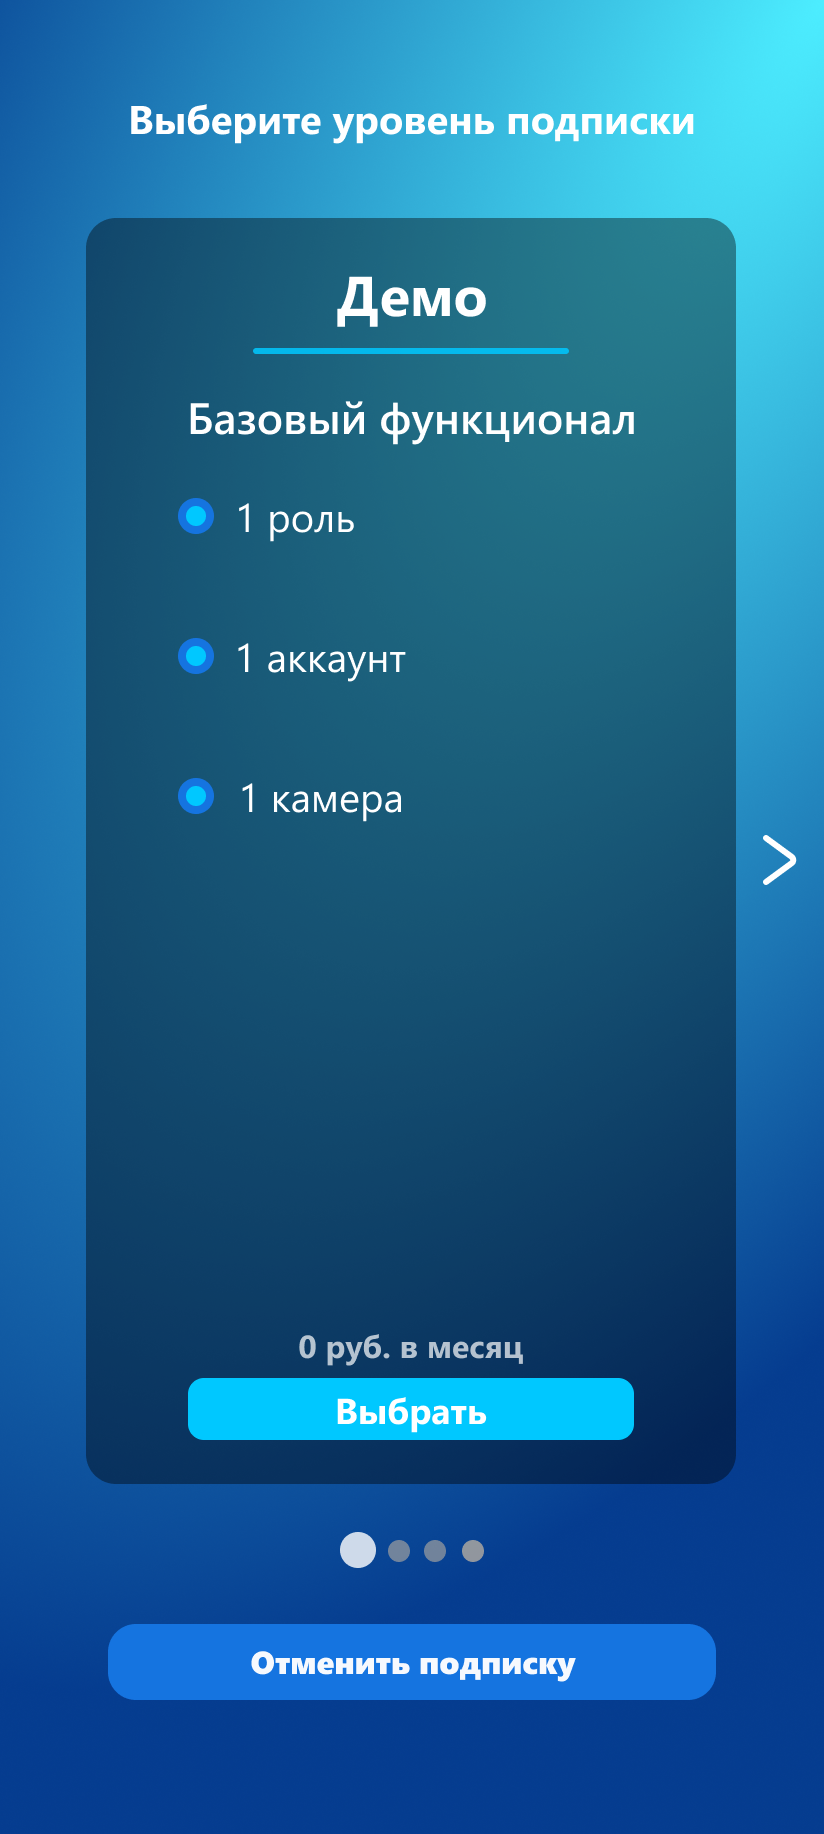 Выберите уровень подписки
Демо
Базовый функционал
1 роль
1 аккаунт
1 камера
0 руб. в месяц
Выбрать
Отменить подписку